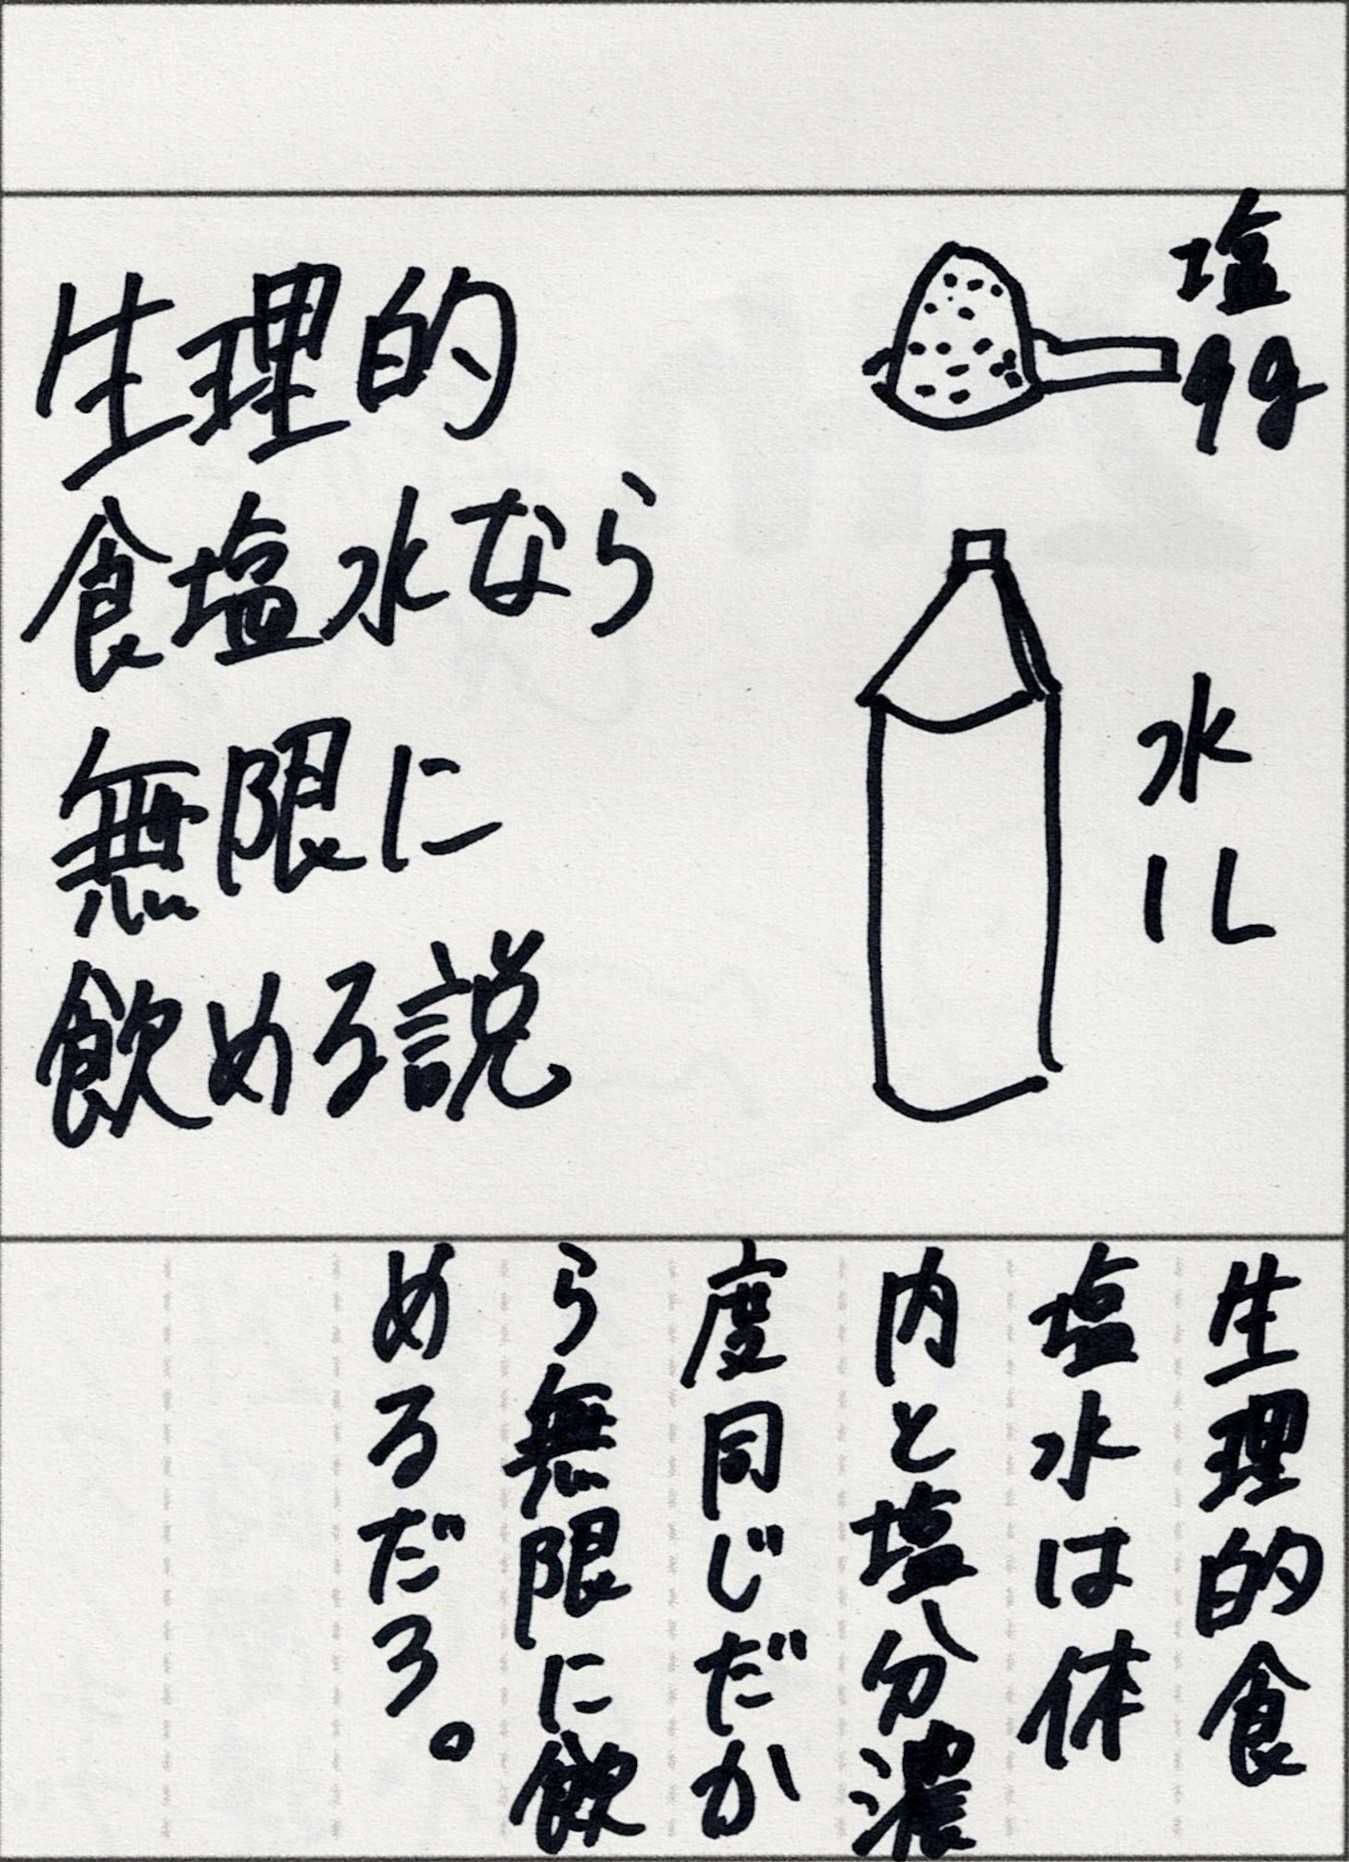 生理的
食塩水なら
無限に
飲める説
塩
9g
水
1L
生理的食
塩水は体
内と塩分濃
度同じだか
ら無限に飲
めるだろ。